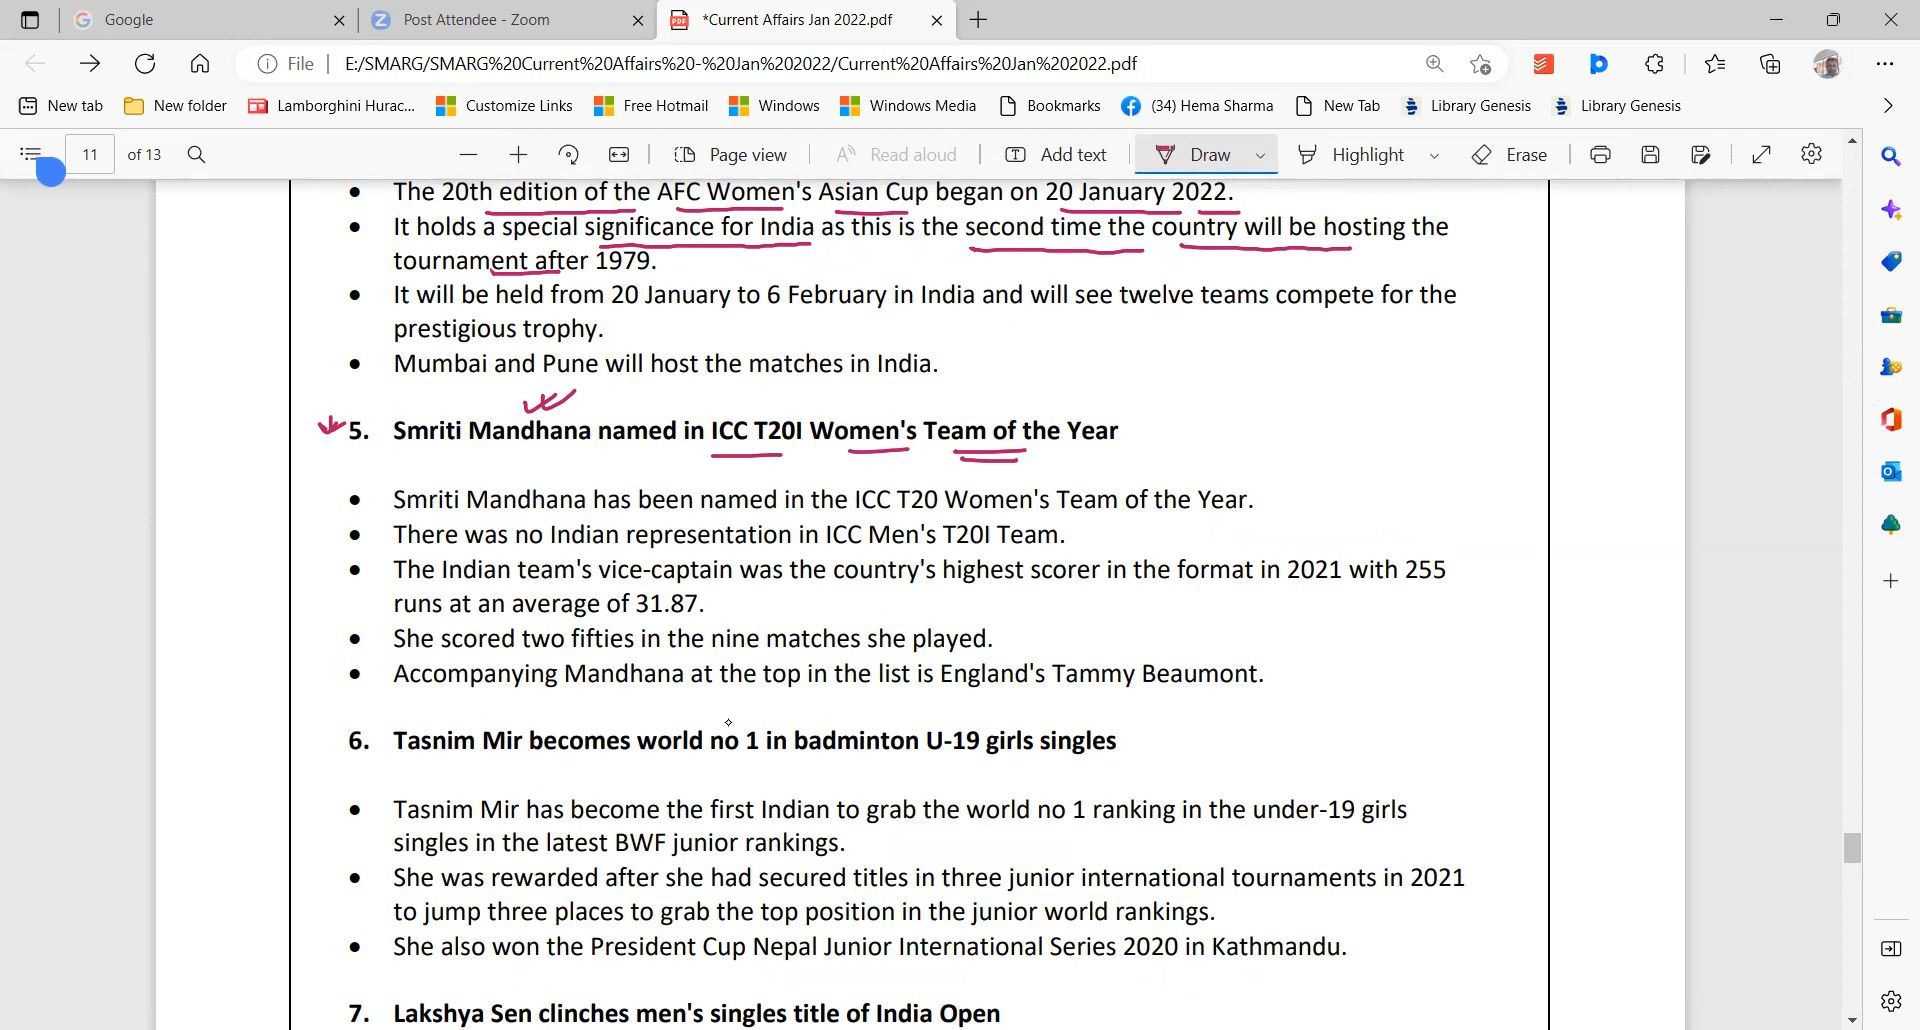 Google
Post Attendee - Zoom
*Current Affairs Jan 2022.pdf
File
E:/SMARG/SMARG%20Current%20Affairs%20-%20Jan%202022/Current%20Affairs%20Jan%202022.pdf
New tab
New folder
Lamborghini Hurac...
Customize Links
Free Hotmail
Windows
Windows Media
Bookmarks
(34) Hema Sharma
New Tab
Library Genesis
Library Genesis
11 of 13
Page view
Read aloud
Add text
Draw
Highlight
Erase
• The 20th edition of the AFC Women's Asian Cup began on 20 January 2022.
• It holds a special significance for India as this is the second time the country will be hosting the
tournament after 1979.
• It will be held from 20 January to 6 February in India and will see twelve teams compete for the
prestigious trophy.
• Mumbai and Pune will host the matches in India.
5. Smriti Mandhana named in ICC T20I Women's Team of the Year
• Smriti Mandhana has been named in the ICC T20 Women's Team of the Year.
• There was no Indian representation in ICC Men's T20I Team.
• The Indian team's vice-captain was the country's highest scorer in the format in 2021 with 255
runs at an average of 31.87.
• She scored two fifties in the nine matches she played.
• Accompanying Mandhana at the top in the list is England's Tammy Beaumont.
6. Tasnim Mir becomes world no 1 in badminton U-19 girls singles
• Tasnim Mir has become the first Indian to grab the world no 1 ranking in the under-19 girls
singles in the latest BWF junior rankings.
• She was rewarded after she had secured titles in three junior international tournaments in 2021
to jump three places to grab the top position in the junior world rankings.
• She also won the President Cup Nepal Junior International Series 2020 in Kathmandu.
7. Lakshya Sen clinches men's singles title of India Open